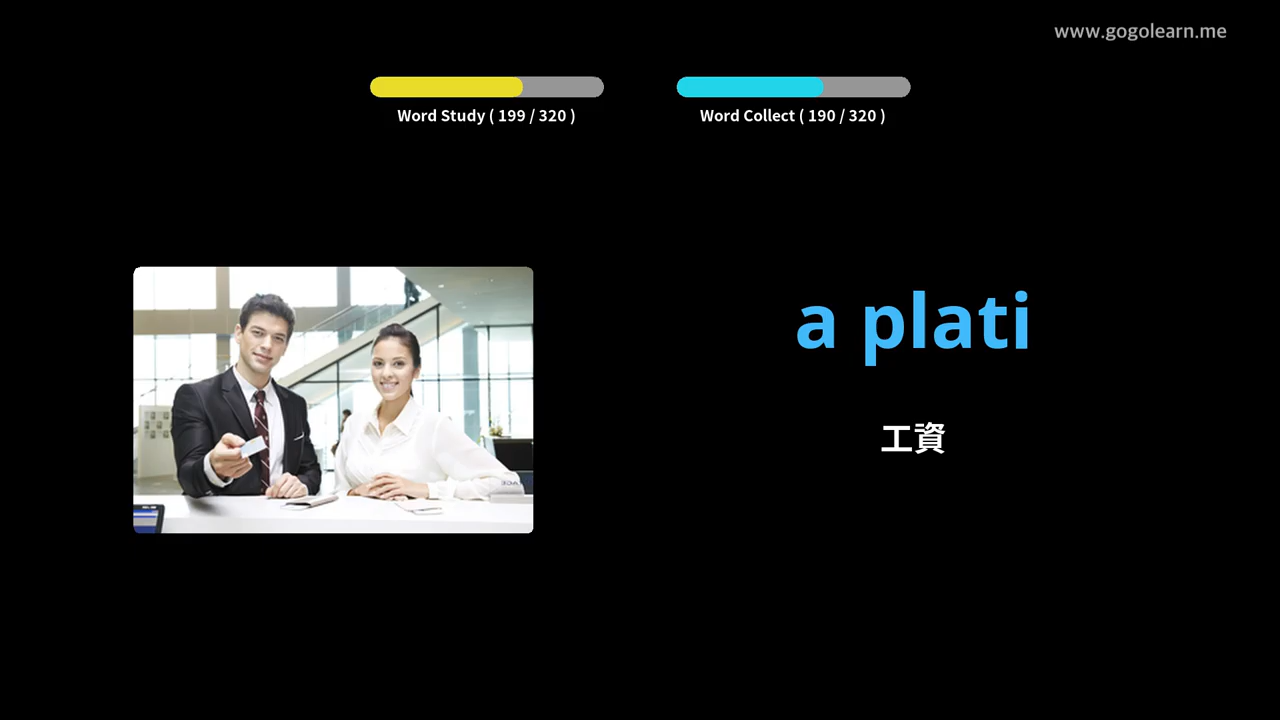 www.gogolearn.me
Word Study ( 199 / 320 )
Word Collect ( 190 / 320 )
a plati
工資